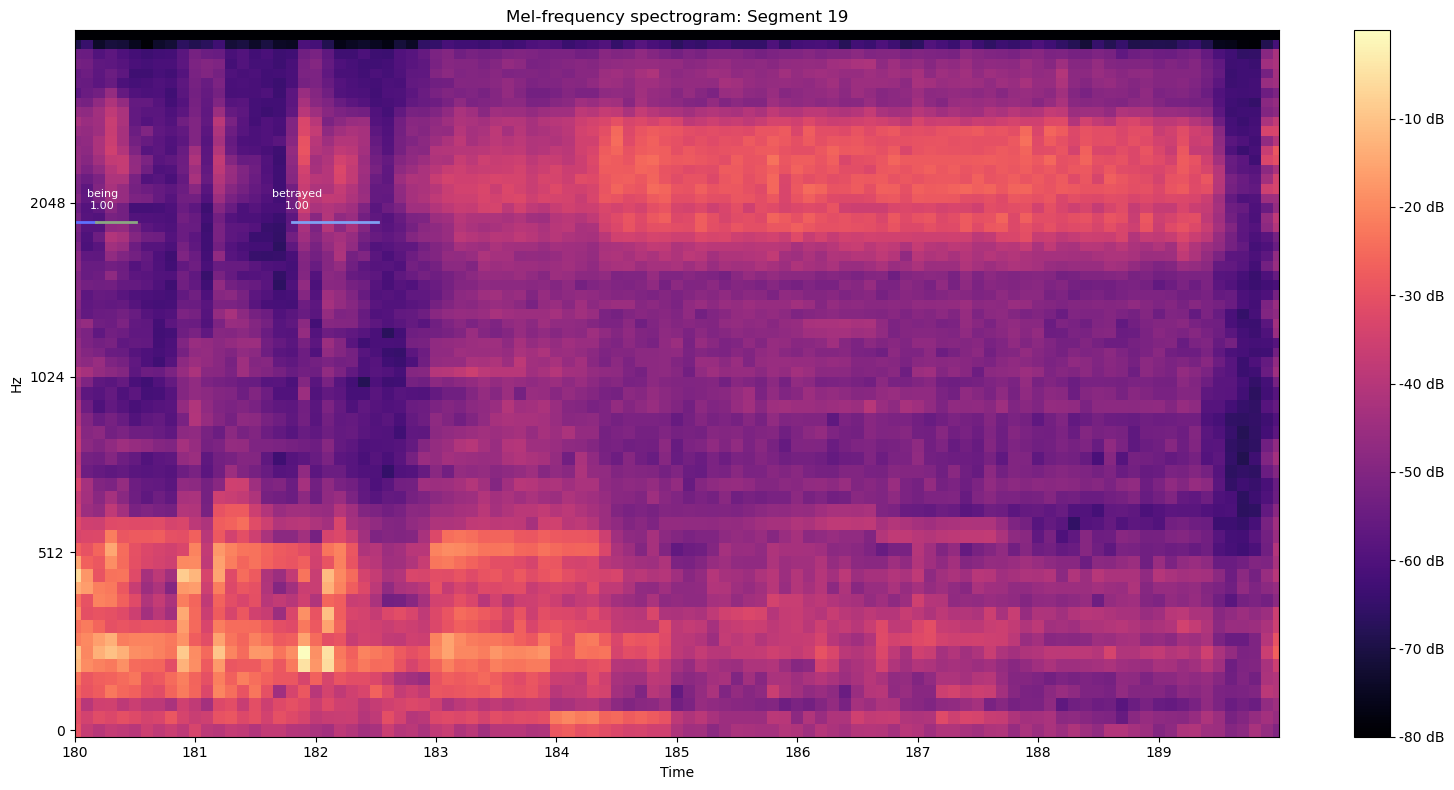 Mel-frequency spectrogram: Segment 19
being
1.00
betrayed
1.00
Hz
2048
1024
512
0
180 181 182 183 184 185 186 187 188 189
Time
-10 dB
-20 dB
-30 dB
-40 dB
-50 dB
-60 dB
-70 dB
-80 dB